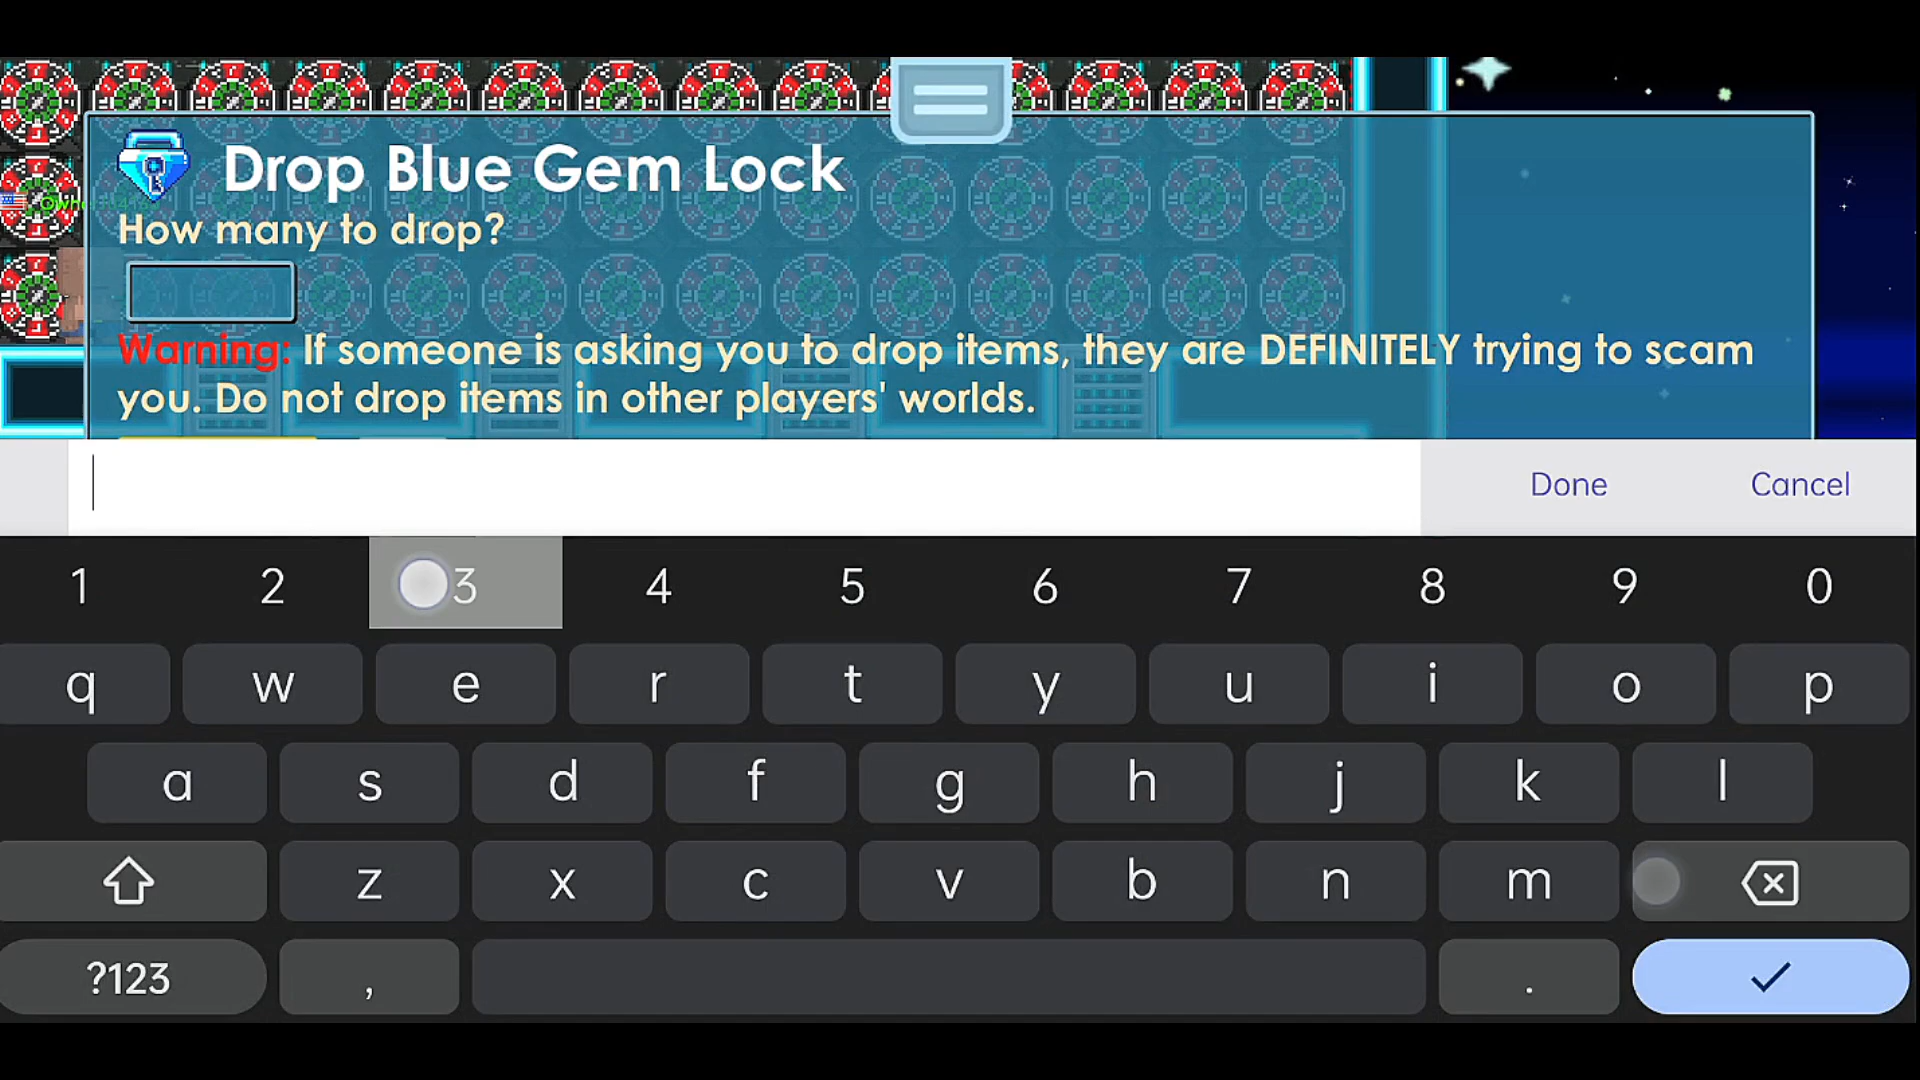 Drop Blue Gem Lock
How many to drop?
Warning: If someone is asking you to drop items, they are DEFINITELY trying to scam
you. Do not drop items in other players' worlds.
Done Cancel
1 2 3 4 5 6 7 8 9 0
q w e r t y u i o p
a s d f g h j k l
z x c v b n m
?123 , .